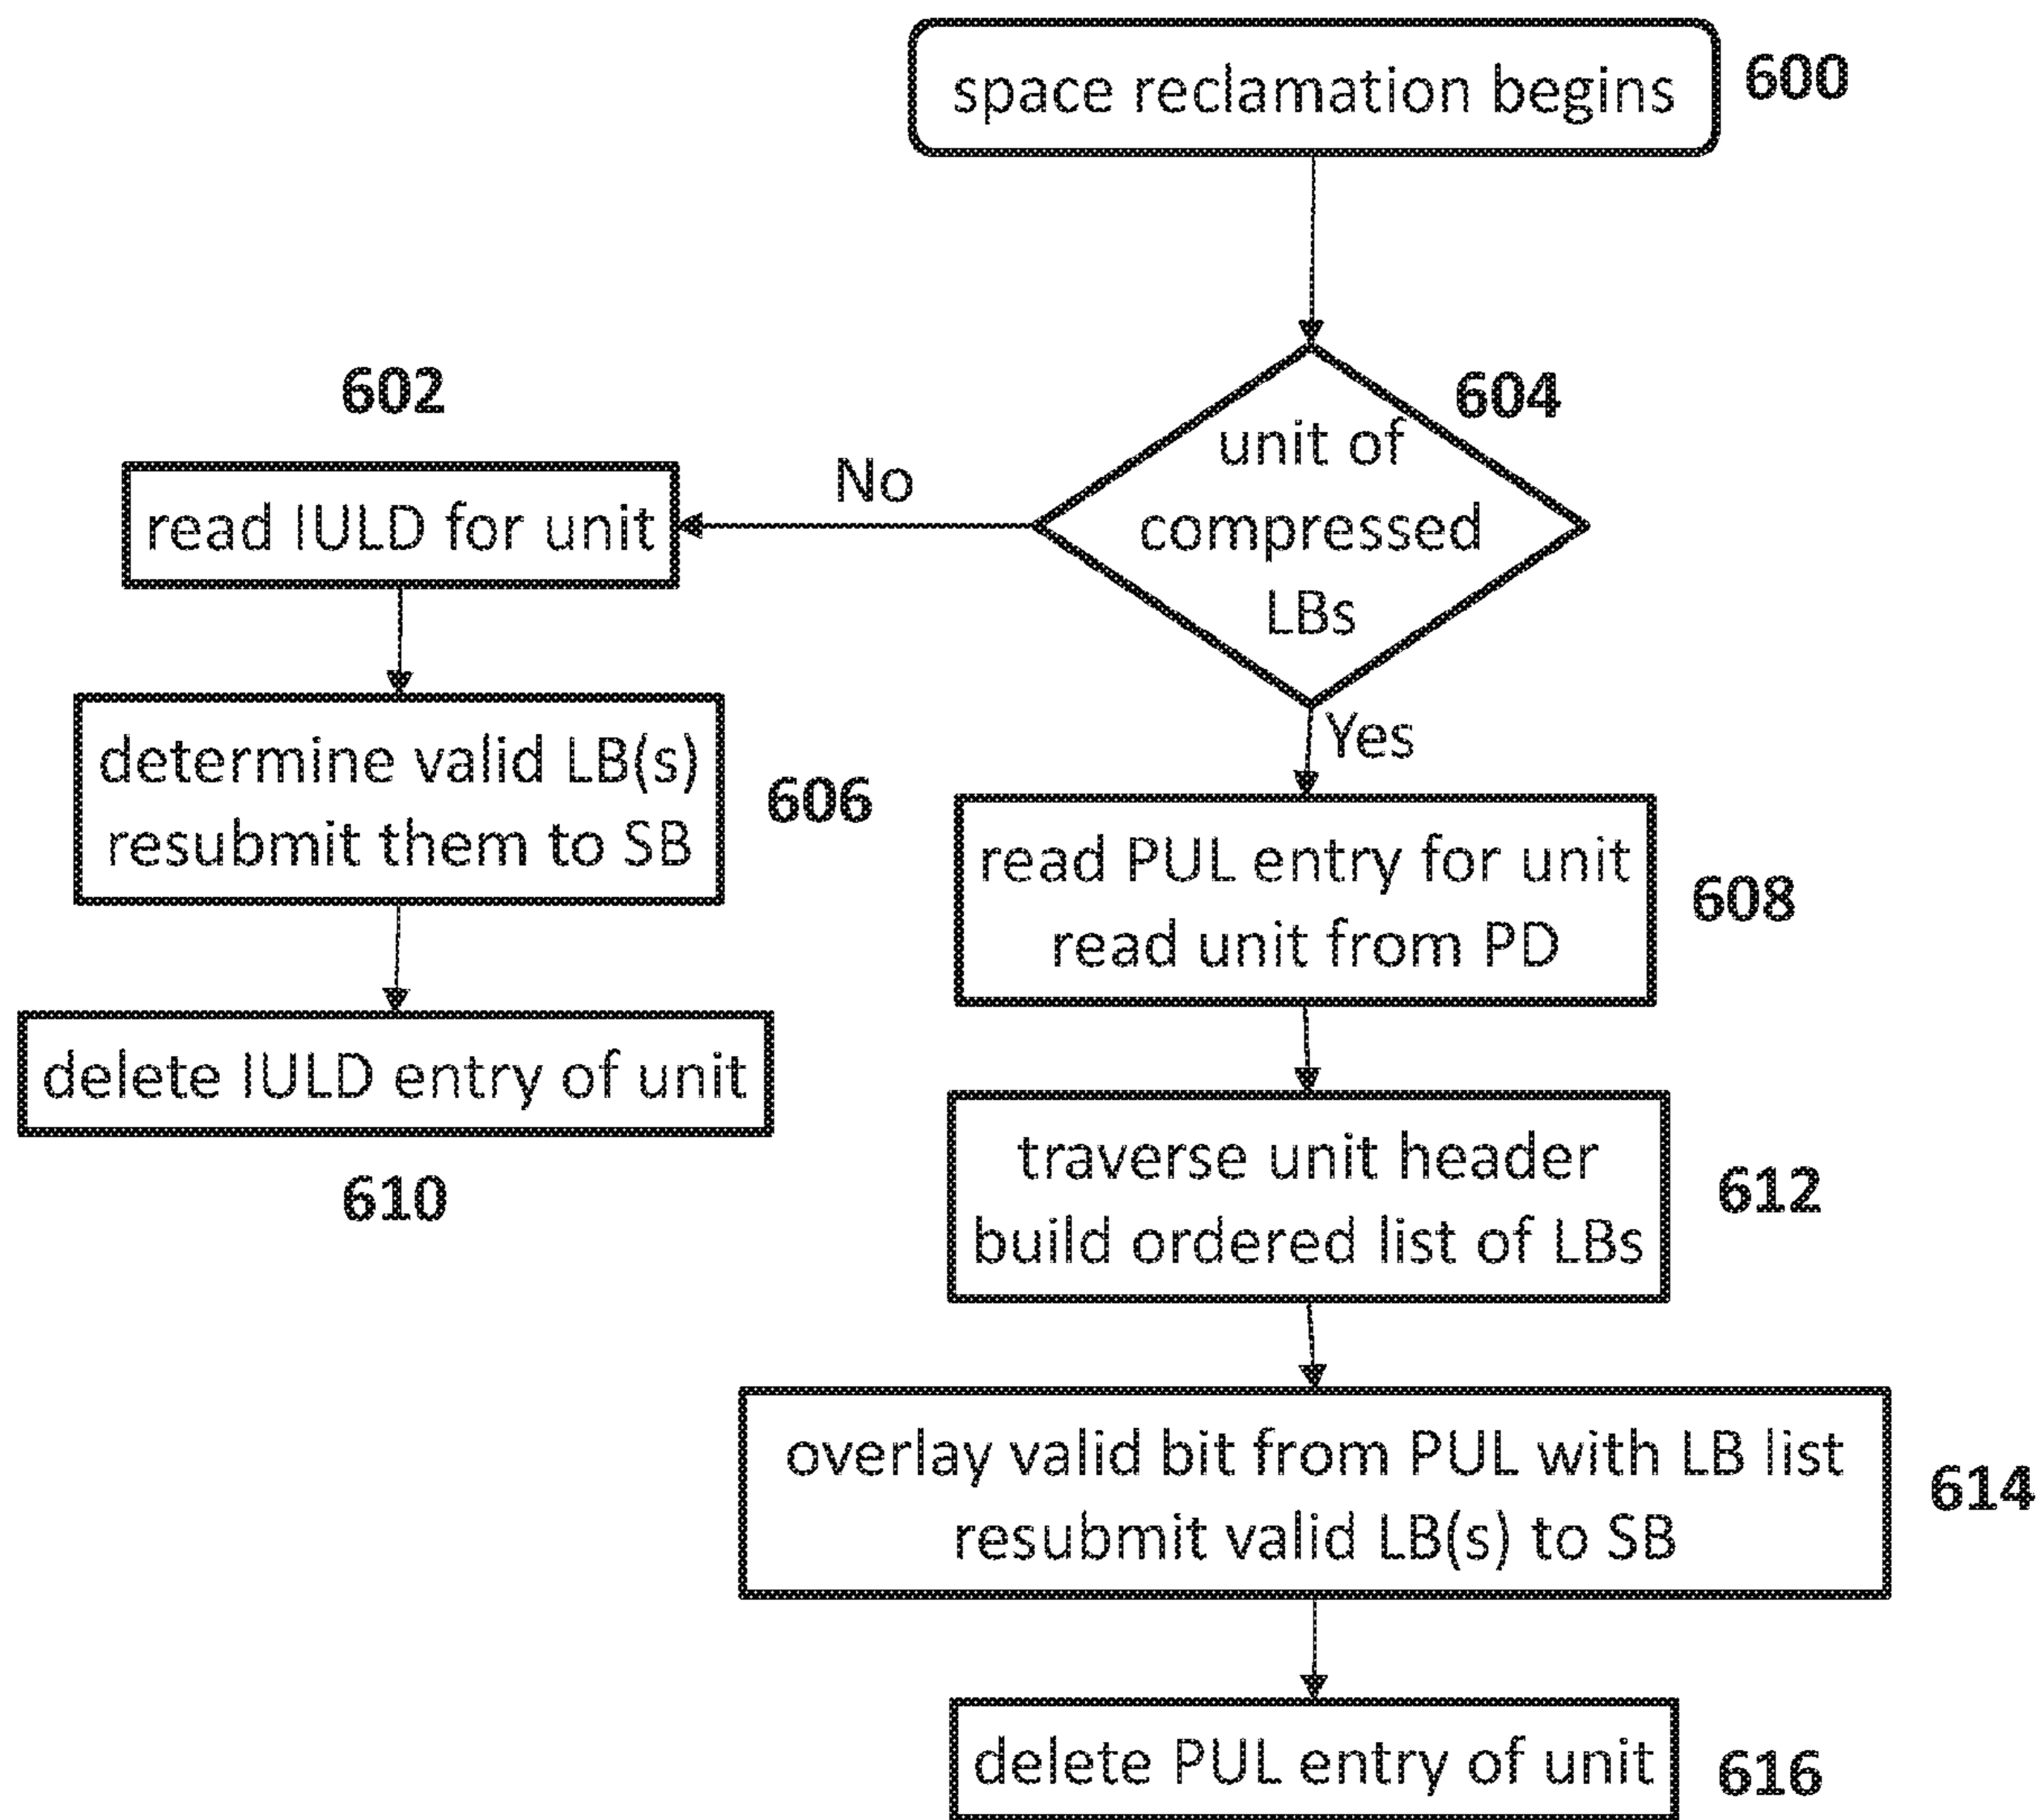 space reclamation begins
600
604
unit of
compressed
LBs
No
Yes
602
read IULD for unit
determine valid LB(s)
resubmit them to SB
606
delete IULD entry of unit
610
read PUL entry for unit
read unit from PD
608
traverse unit header
build ordered list of LBs
612
overlay valid bit from PUL with LB list
resubmit valid LB(s) to SB
614
delete PUL entry of unit
616